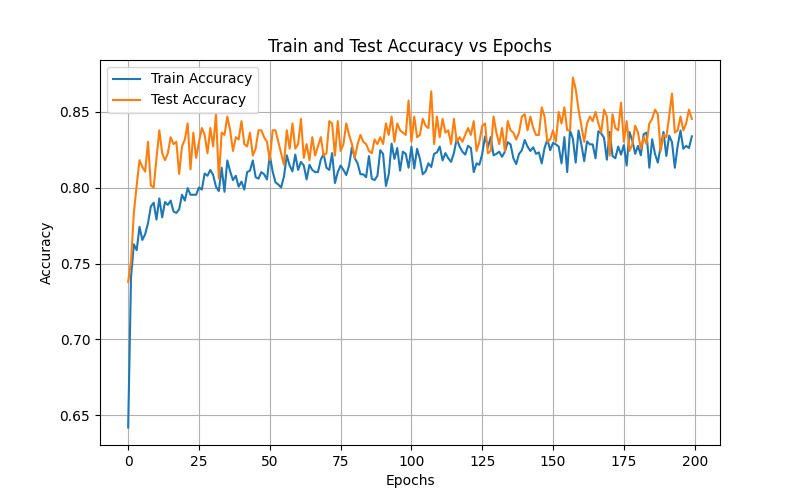 Train and Test Accuracy vs Epochs
Train Accuracy
Test Accuracy
0.85
0.80
0.75
0.70
0.65
Accuracy
0 25 50 75 100 125 150 175 200
Epochs